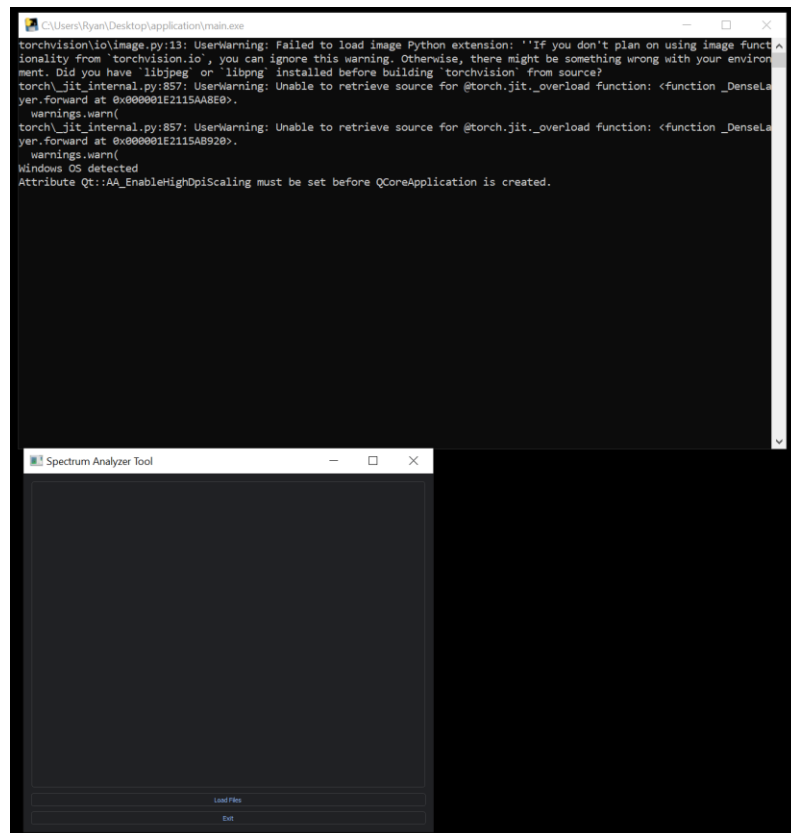 C:\Users\Ryan\Desktop\application\main.exe
torchvision\io\image.py:13: UserWarning: Failed to load image Python extension: ''If you don't plan on using image funct
ionality from `torchvision.io`, you can ignore this warning. Otherwise, there might be something wrong with your environ
ment. Did you have `libjpeg` or `libpng` installed before building `torchvision` from source?
torch\_jit_internal.py:857: UserWarning: Unable to retrieve source for @torch.jit._overload function: <function _DenseLa
yer.forward at 0x000001E2115AA8E0>.
  warnings.warn(
torch\_jit_internal.py:857: UserWarning: Unable to retrieve source for @torch.jit._overload function: <function _DenseLa
yer.forward at 0x000001E2115AB920>.
  warnings.warn(
Windows OS detected
Attribute Qt::AA_EnableHighDpiScaling must be set before QCoreApplication is created.
Spectrum Analyzer Tool
Load Files
Exit